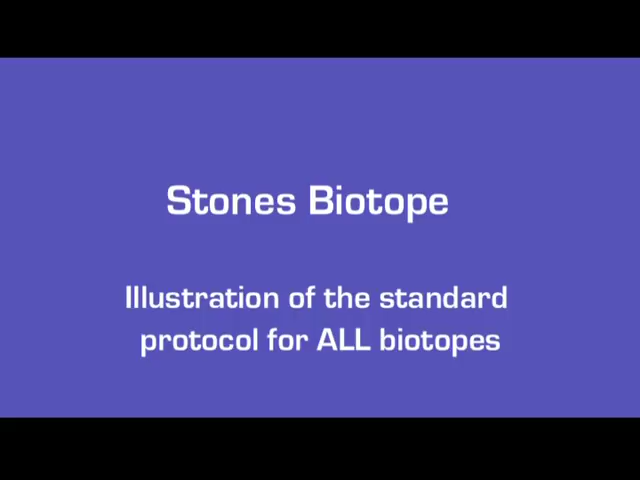 Stones Biotope
Illustration of the standard
protocol for ALL biotopes